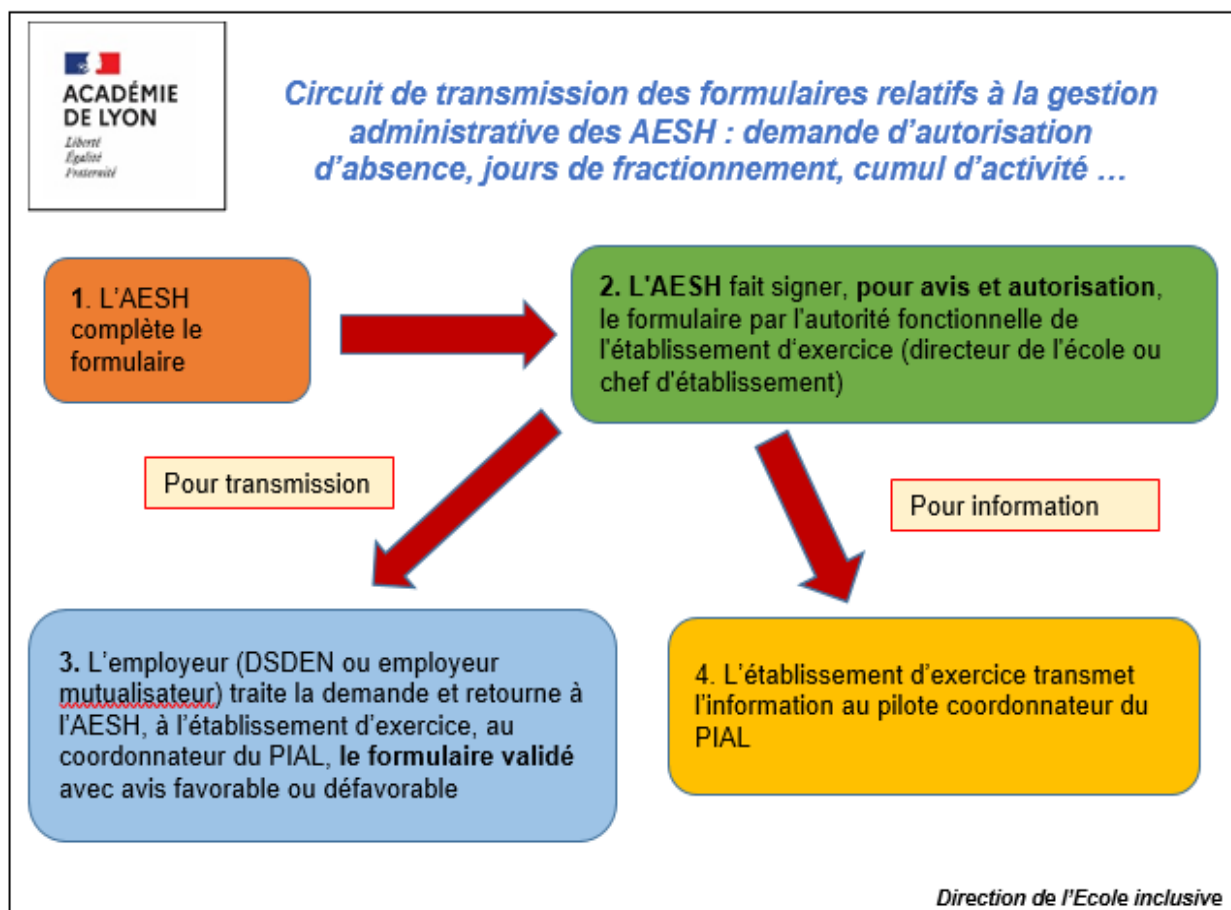 ACADÉMIE
DE LYON
Liberté
Égalité
Fraternité
Circuit de transmission des formulaires relatifs à la gestion
administrative des AESH : demande d'autorisation
d'absence, jours de fractionnement, cumul d'activité …
1. L'AESH
complète le
formulaire
2. L'AESH fait signer, pour avis et autorisation,
le formulaire par l'autorité fonctionnelle de
l'établissement d'exercice (directeur de l'école ou
chef d'établissement)
Pour transmission
Pour information
3. L'employeur (DSDEN ou employeur
mutualisateur) traite la demande et retourne à
l'AESH, à l'établissement d'exercice, au
coordonnateur du PIAL, le formulaire validé
avec avis favorable ou défavorable
4. L'établissement d'exercice transmet
l'information au pilote coordonnateur du
PIAL
Direction de l'Ecole inclusive